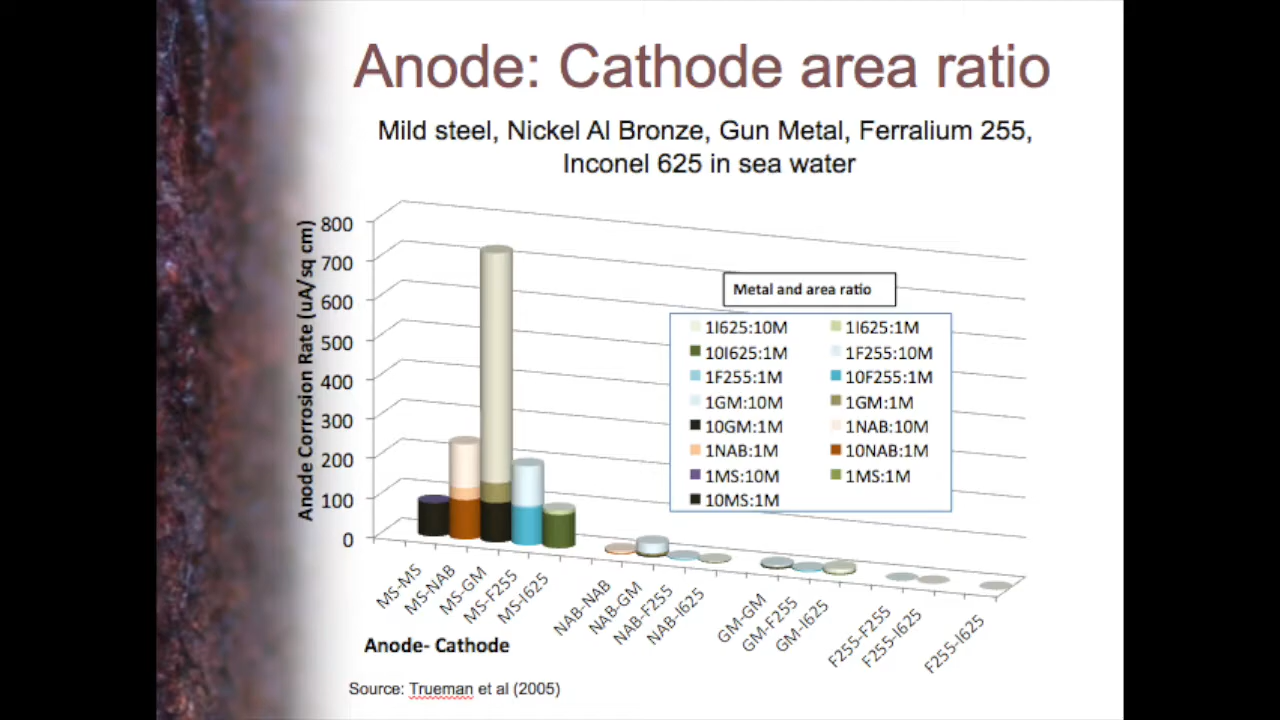 Anode: Cathode area ratio
Mild steel, Nickel Al Bronze, Gun Metal, Ferralium 255,
Inconel 625 in sea water
Anode Corrosion Rate (uA/sq cm)
800
700
600
500
400
300
200
100
0
Metal and area ratio
1I625:10M 1I625:1M
10I625:1M 1F255:10M
1F255:1M 10F255:1M
1GM:10M 1GM:1M
10GM:1M 1NAB:10M
1NAB:1M 10NAB:1M
1MS:10M 1MS:1M
10MS:1M
MS-MS
MS-NAB
MS-GM
MS-F255
MS-I625
NAB-NAB
NAB-GM
NAB-F255
NAB-I625
GM-GM
GM-F255
GM-I625
F255-F255
F255-I625
F255-I625
Anode- Cathode
Source: Trueman et al (2005)